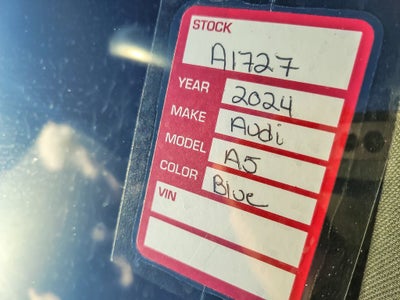 STOCK
A1727
YEAR 2024
MAKE Audi
MODEL A5
COLOR Blue
VIN